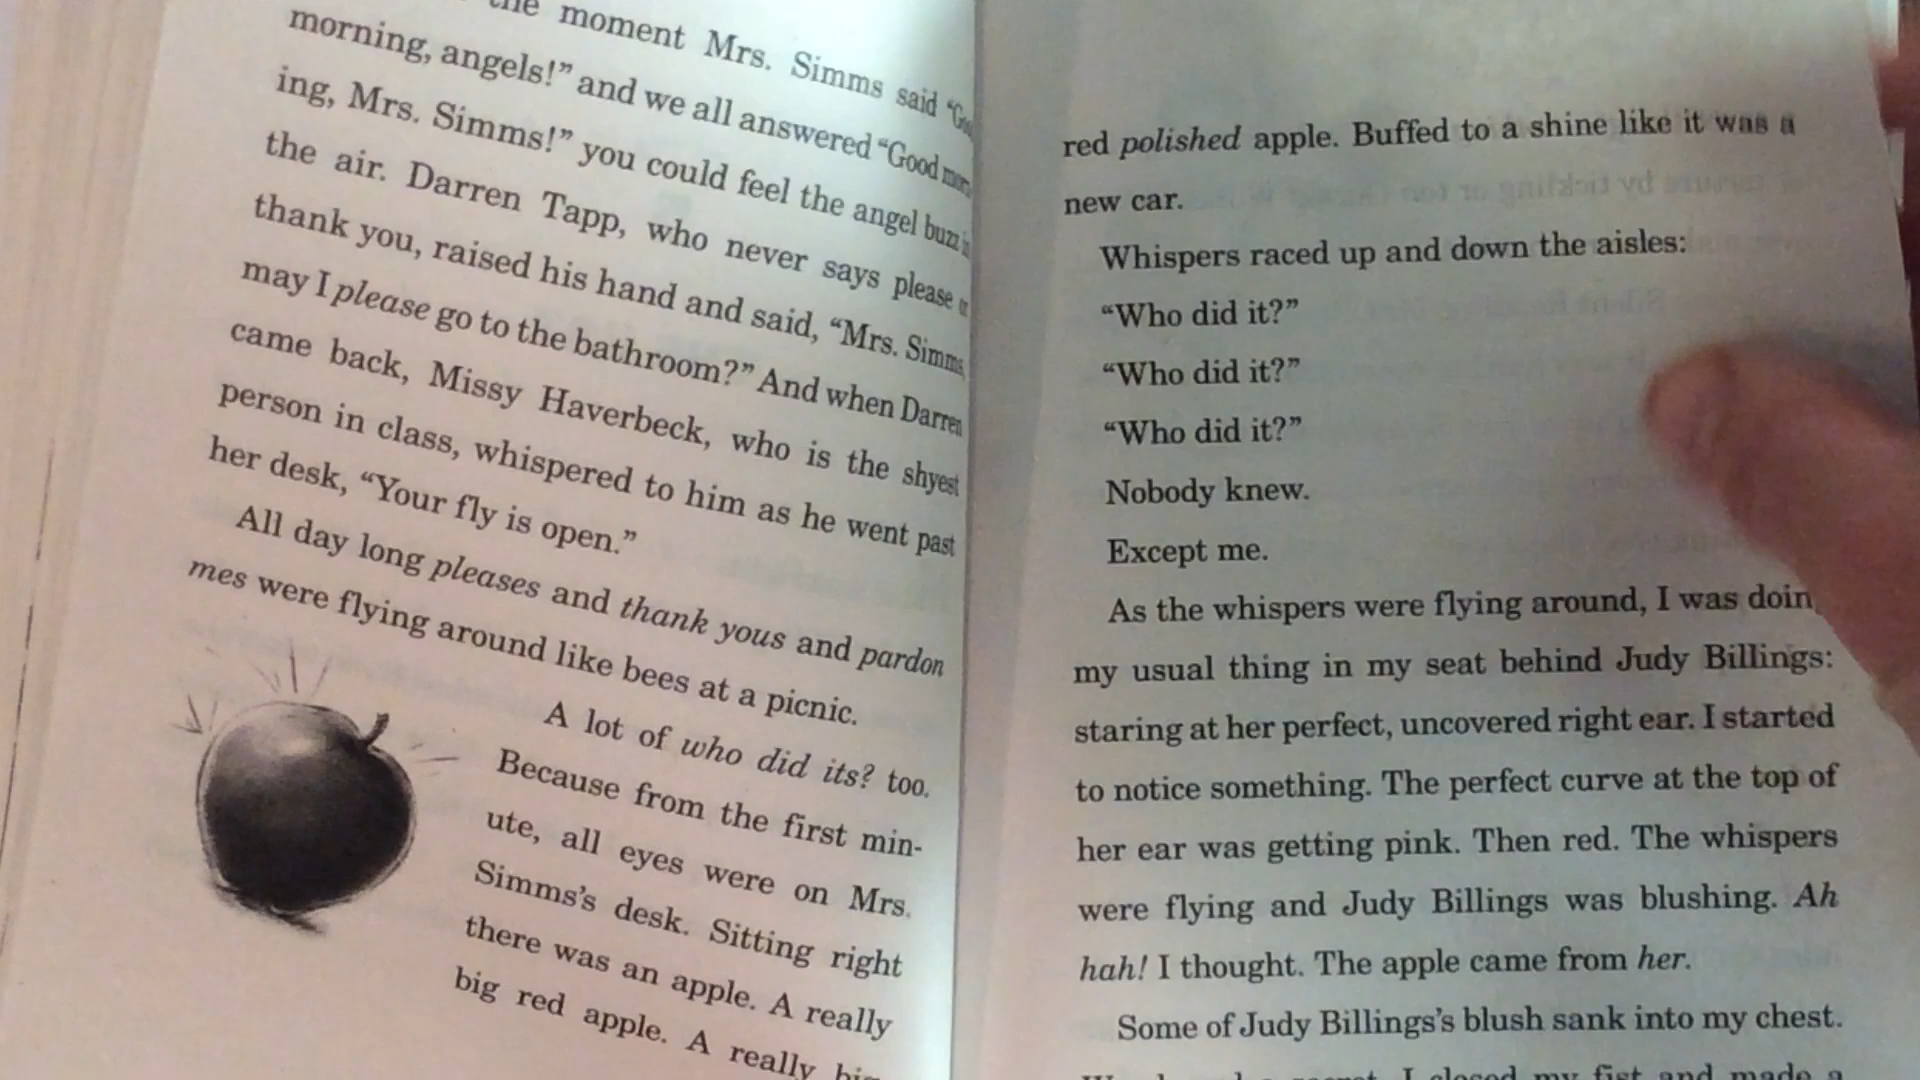 the moment Mrs. Simms said
morning, angels!” and we all answered “Good
ing, Mrs. Simms!” you could feel the angel buzz
the air. Darren Tapp, who never says please
thank you, raised his hand and said, “Mrs. Simms,
may I please go to the bathroom?” And when Darren
came back, Missy Haverbeck, who is the shyest
person in class, whispered to him as he went past
her desk, “Your fly is open.”
All day long pleases and thank yous and pardon
mes were flying around like bees at a picnic.
A lot of who did its? too.
Because from the first min-
ute, all eyes were on Mrs.
Simms’s desk. Sitting right
there was an apple. A really
big red apple. A really
red polished apple. Buffed to a shine like it was a
new car.
Whispers raced up and down the aisles:
“Who did it?”
“Who did it?”
“Who did it?”
Nobody knew.
Except me.
As the whispers were flying around, I was doin
my usual thing in my seat behind Judy Billings:
staring at her perfect, uncovered right ear. I started
to notice something. The perfect curve at the top of
her ear was getting pink. Then red. The whispers
were flying and Judy Billings was blushing. Ah
hah! I thought. The apple came from her.
Some of Judy Billings’s blush sank into my chest.
I closed my fist and made a